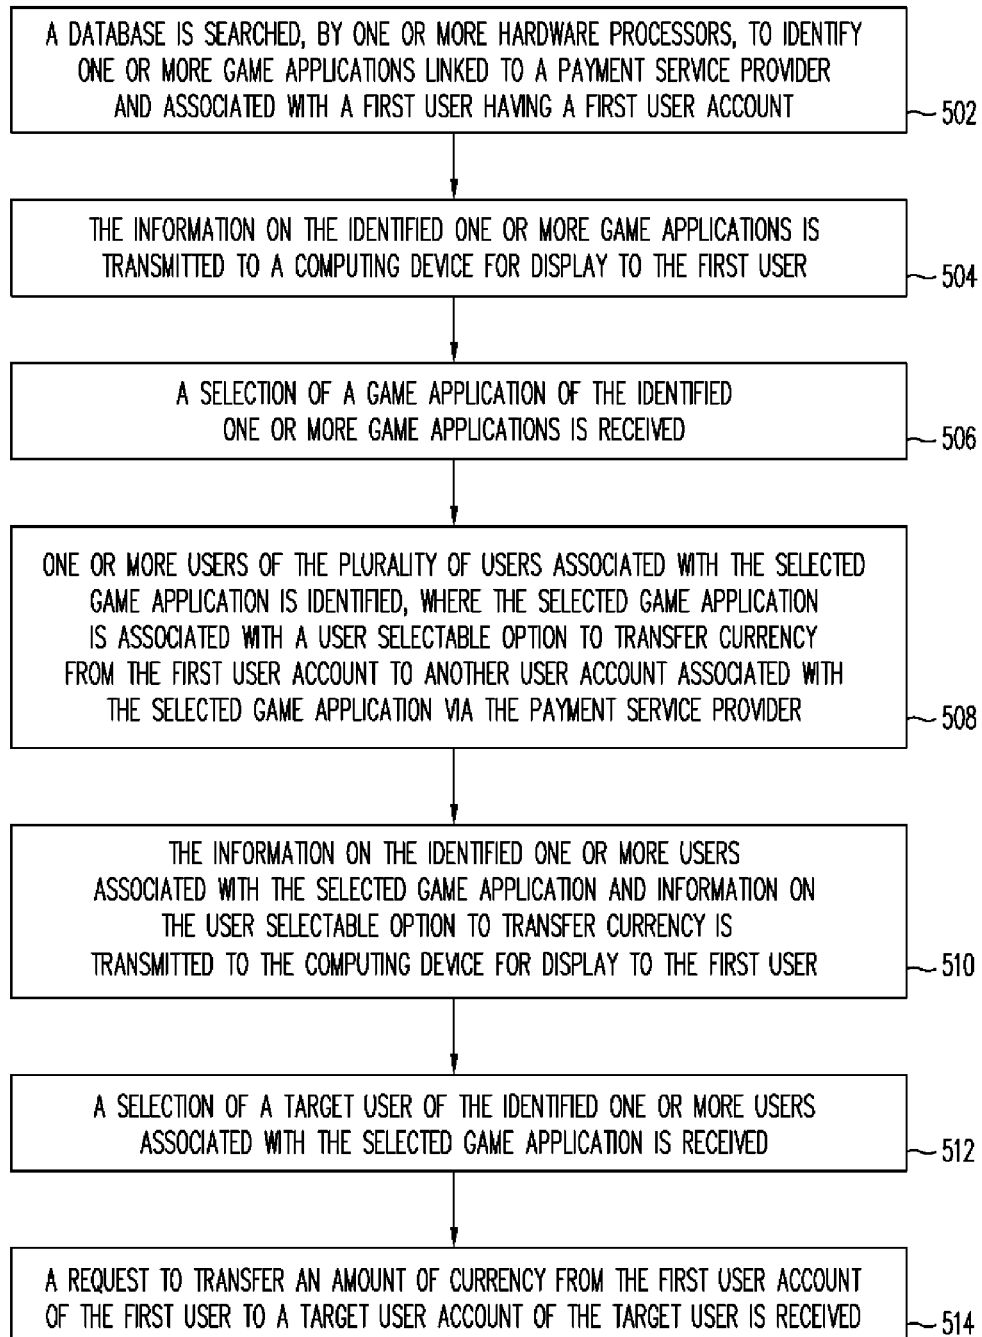 A DATABASE IS SEARCHED, BY ONE OR MORE HARDWARE PROCESSORS, TO IDENTIFY
ONE OR MORE GAME APPLICATIONS LINKED TO A PAYMENT SERVICE PROVIDER
AND ASSOCIATED WITH A FIRST USER HAVING A FIRST USER ACCOUNT
502
THE INFORMATION ON THE IDENTIFIED ONE OR MORE GAME APPLICATIONS IS
TRANSMITTED TO A COMPUTING DEVICE FOR DISPLAY TO THE FIRST USER
504
A SELECTION OF A GAME APPLICATION OF THE IDENTIFIED
ONE OR MORE GAME APPLICATIONS IS RECEIVED
506
ONE OR MORE USERS OF THE PLURALITY OF USERS ASSOCIATED WITH THE SELECTED
GAME APPLICATION IS IDENTIFIED, WHERE THE SELECTED GAME APPLICATION
IS ASSOCIATED WITH A USER SELECTABLE OPTION TO TRANSFER CURRENCY
FROM THE FIRST USER ACCOUNT TO ANOTHER USER ACCOUNT ASSOCIATED WITH
THE SELECTED GAME APPLICATION VIA THE PAYMENT SERVICE PROVIDER
508
THE INFORMATION ON THE IDENTIFIED ONE OR MORE USERS
ASSOCIATED WITH THE SELECTED GAME APPLICATION AND INFORMATION ON
THE USER SELECTABLE OPTION TO TRANSFER CURRENCY IS
TRANSMITTED TO THE COMPUTING DEVICE FOR DISPLAY TO THE FIRST USER
510
A SELECTION OF A TARGET USER OF THE IDENTIFIED ONE OR MORE USERS
ASSOCIATED WITH THE SELECTED GAME APPLICATION IS RECEIVED
512
A REQUEST TO TRANSFER AN AMOUNT OF CURRENCY FROM THE FIRST USER ACCOUNT
OF THE FIRST USER TO A TARGET USER ACCOUNT OF THE TARGET USER IS RECEIVED
514